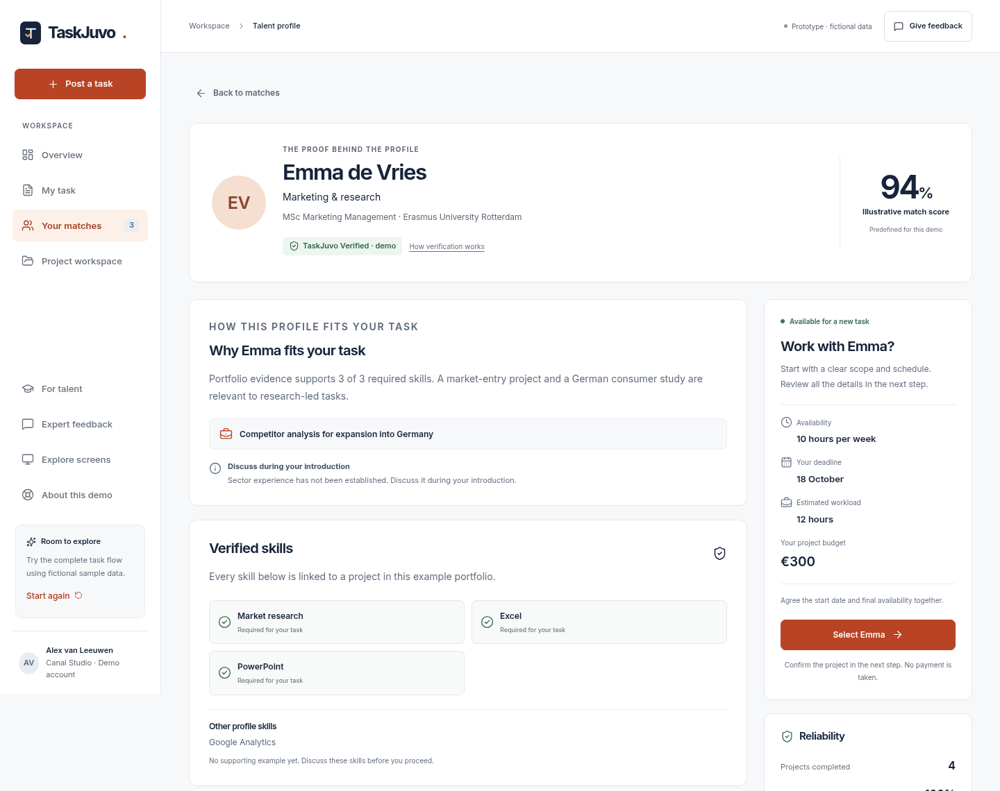 TaskJuvo.
Post a task
WORKSPACE
Overview
My task
Your matches 3
Project workspace
For talent
Expert feedback
Explore screens
About this demo
Room to explore
Try the complete task flow
using fictional sample data.
Start again
AV
Alex van Leeuwen
Canal Studio · Demo
account
Workspace > Talent profile
Prototype · fictional data
Give feedback
Back to matches
EV
THE PROOF BEHIND THE PROFILE
Emma de Vries
Marketing & research
MSc Marketing Management · Erasmus University Rotterdam
TaskJuvo Verified · demo
How verification works
94%
Illustrative match score
Predefined for this demo
HOW THIS PROFILE FITS YOUR TASK
Why Emma fits your task
Portfolio evidence supports 3 of 3 required skills. A market-entry project and a German consumer study are
relevant to research-led tasks.
Competitor analysis for expansion into Germany
Discuss during your introduction
Sector experience has not been established. Discuss it during your introduction.
Verified skills
Every skill below is linked to a project in this example portfolio.
Market research
Required for your task
Excel
Required for your task
PowerPoint
Required for your task
Other profile skills
Google Analytics
No supporting example yet. Discuss these skills before you proceed.
Available for a new task
Work with Emma?
Start with a clear scope and schedule.
Review all the details in the next step.
Availability
10 hours per week
Your deadline
18 October
Estimated workload
12 hours
Your project budget
€300
Agree the start date and final availability together.
Select Emma
Confirm the project in the next step. No payment is
taken.
Reliability
Projects completed 4